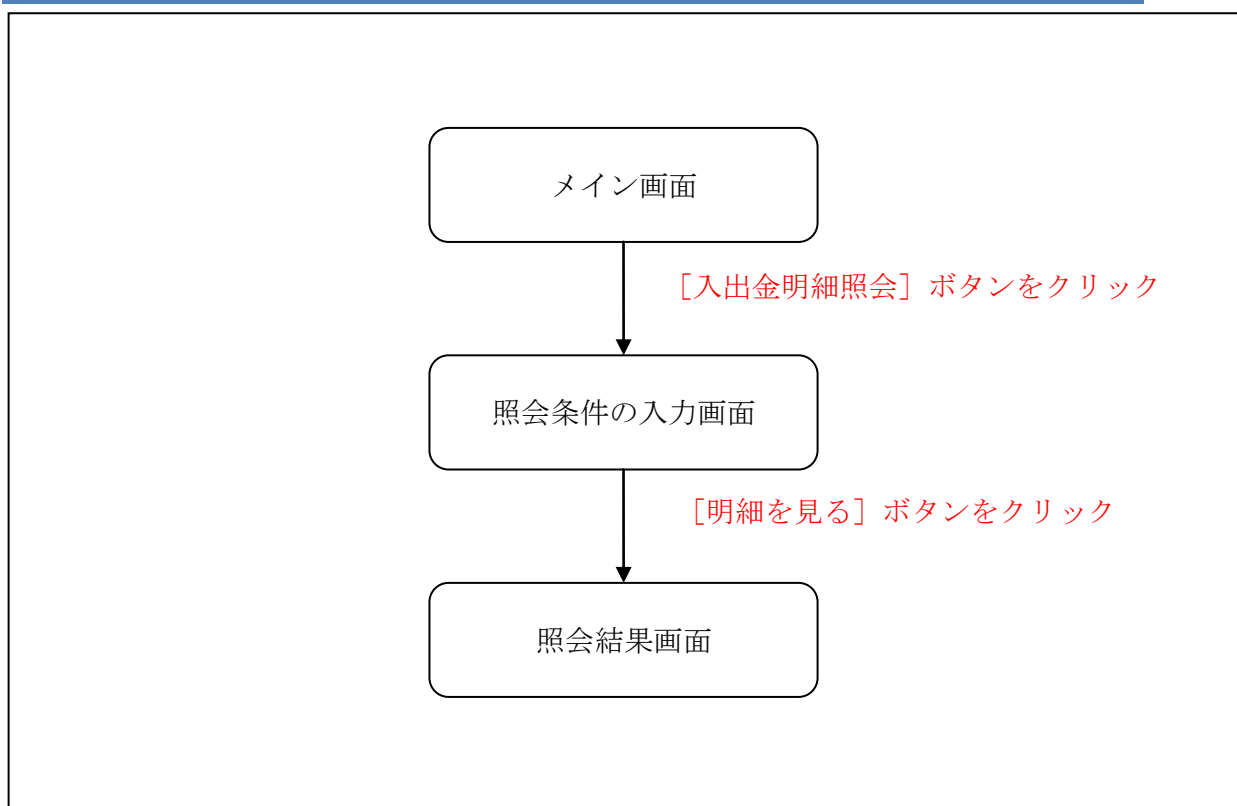 メイン画面
［入出金明細照会］ボタンをクリック
照会条件の入力画面
［明細を見る］ボタンをクリック
照会結果画面